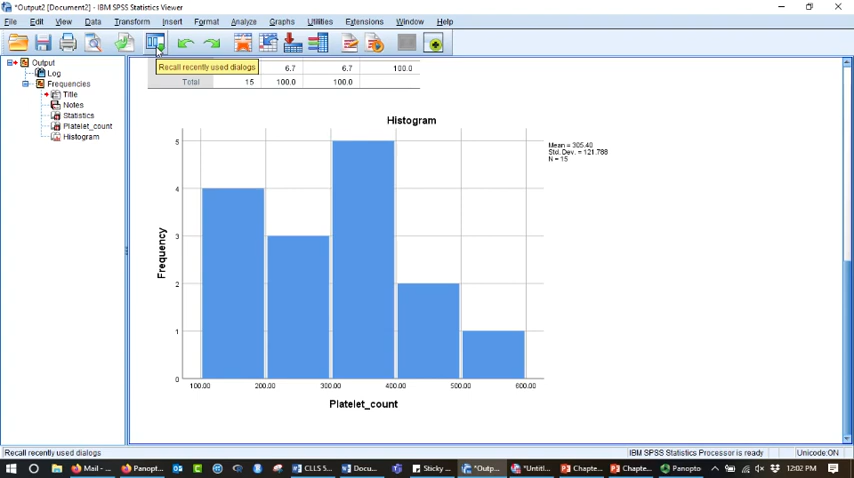 *Output2 [Document2] - IBM SPSS Statistics Viewer
File Edit View Data Transform Insert Format Analyze Graphs Utilities Extensions Window Help
Recall recently used dialogs
Output
Log
Frequencies
Title
Notes
Statistics
Platelet_count
Histogram
6.7 6.7 100.0
Total 15 100.0 100.0
Histogram
Mean = 305.40
Std. Dev. = 121.788
N = 15
5
4
3
2
1
0
Frequency
100.00 200.00 300.00 400.00 500.00 600.00
Platelet_count
Recall recently used dialogs IBM SPSS Statistics Processor is ready Unicode:ON
Mail - ... Panopt... CLLS 5... Docu... Sticky ... *Outp... *Untitl... Chapte... Chapte... Panopto 12:02 PM